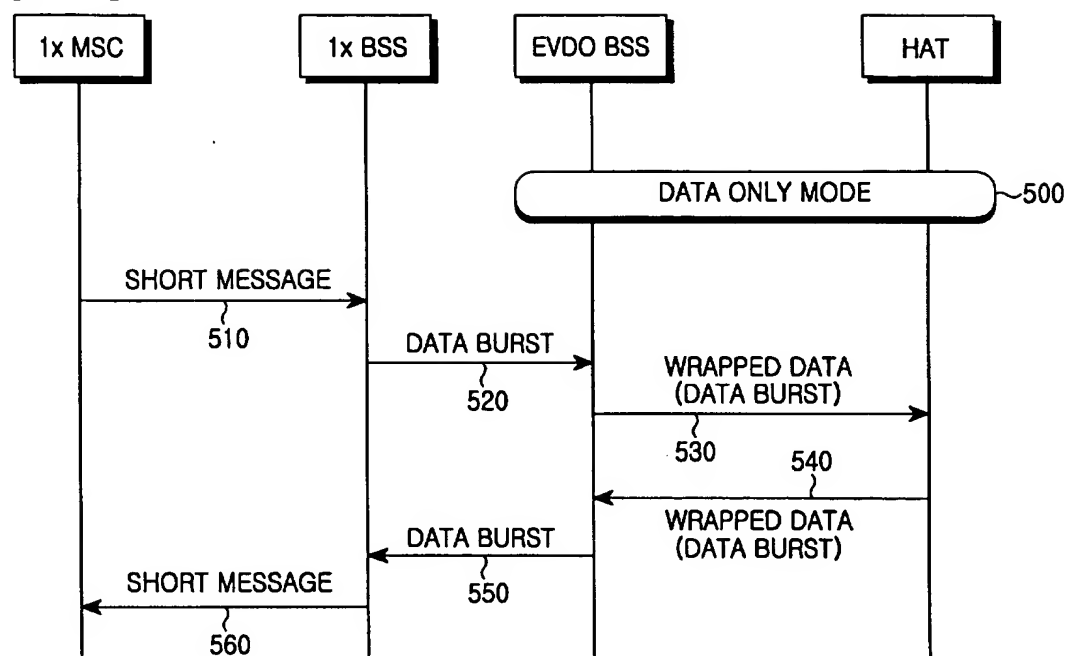 1x MSC
1x BSS
EVDO BSS
HAT
DATA ONLY MODE
500
SHORT MESSAGE
510
DATA BURST
520
WRAPPED DATA
(DATA BURST)
530
540
WRAPPED DATA
(DATA BURST)
DATA BURST
550
SHORT MESSAGE
560